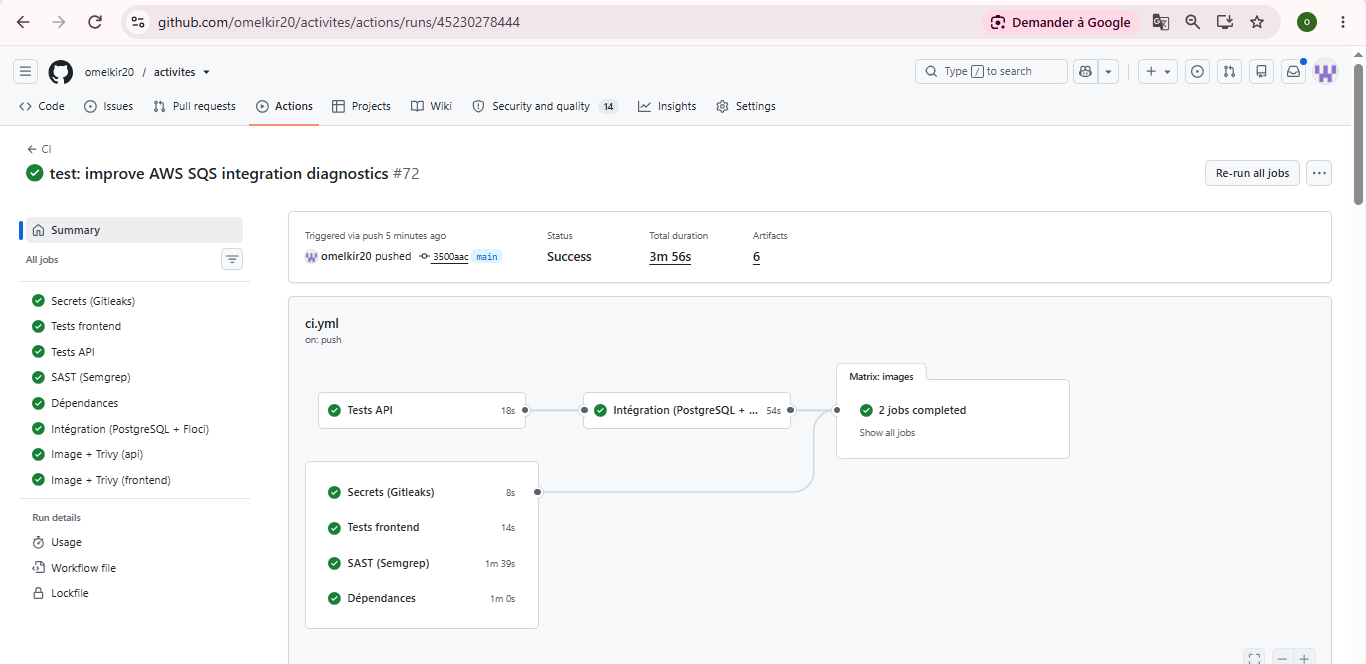 github.com/omelkir20/activites/actions/runs/45230278444
Demander à Google
o
omelkir20 / activites
Type / to search
Code
Issues
Pull requests
Actions
Projects
Wiki
Security and quality 14
Insights
Settings
CI
test: improve AWS SQS integration diagnostics #72
Re-run all jobs
Summary
All jobs
Secrets (Gitleaks)
Tests frontend
Tests API
SAST (Semgrep)
Dépendances
Intégration (PostgreSQL + Floci)
Image + Trivy (api)
Image + Trivy (frontend)
Run details
Usage
Workflow file
Lockfile
Triggered via push 5 minutes ago
omelkir20 pushed 3500aac main
Status
Success
Total duration
3m 56s
Artifacts
6
ci.yml
on: push
Tests API 18s
Intégration (PostgreSQL + ... 54s
Matrix: images
2 jobs completed
Show all jobs
Secrets (Gitleaks) 8s
Tests frontend 14s
SAST (Semgrep) 1m 39s
Dépendances 1m 0s